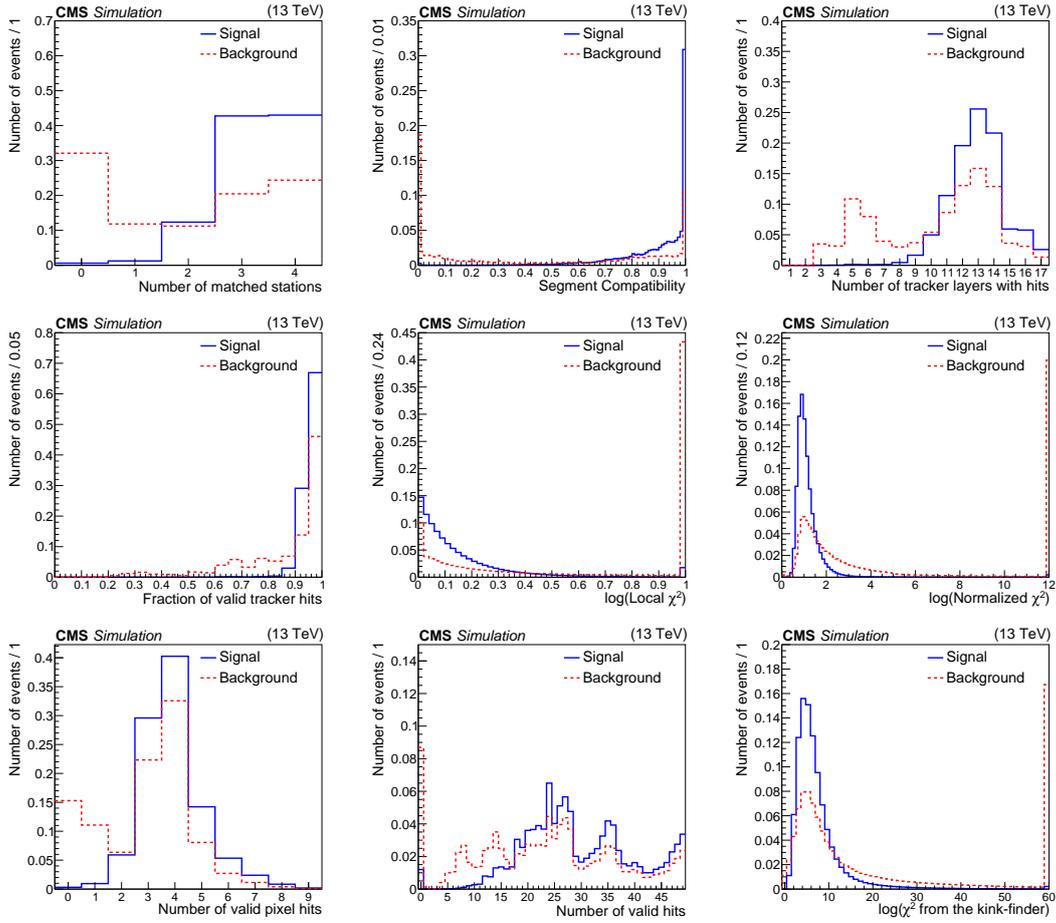 CMS Simulation (13 TeV)
Number of events / 1
0.7
0.6
0.5
0.4
0.3
0.2
0.1
0
Signal
Background
0 1 2 3 4
Number of matched stations
CMS Simulation (13 TeV)
Number of events / 0.01
0.35
0.3
0.25
0.2
0.15
0.1
0.05
0
Signal
Background
0 0.1 0.2 0.3 0.4 0.5 0.6 0.7 0.8 0.9 1
Segment Compatibility
CMS Simulation (13 TeV)
Number of events / 1
0.4
0.35
0.3
0.25
0.2
0.15
0.1
0.05
0
Signal
Background
1 2 3 4 5 6 7 8 9 10 11 12 13 14 15 16 17
Number of tracker layers with hits
CMS Simulation (13 TeV)
Number of events / 0.05
0.8
0.7
0.6
0.5
0.4
0.3
0.2
0.1
0
Signal
Background
0 0.1 0.2 0.3 0.4 0.5 0.6 0.7 0.8 0.9 1
Fraction of valid tracker hits
CMS Simulation (13 TeV)
Number of events / 0.24
0.45
0.4
0.35
0.3
0.25
0.2
0.15
0.1
0.05
0
Signal
Background
0 0.1 0.2 0.3 0.4 0.5 0.6 0.7 0.8 0.9 1
log(Local χ²)
CMS Simulation (13 TeV)
Number of events / 0.12
0.22
0.2
0.18
0.16
0.14
0.12
0.1
0.08
0.06
0.04
0.02
0
Signal
Background
0 2 4 6 8 10 12
log(Normalized χ²)
CMS Simulation (13 TeV)
Number of events / 1
0.4
0.35
0.3
0.25
0.2
0.15
0.1
0.05
0
Signal
Background
0 1 2 3 4 5 6 7 8 9
Number of valid pixel hits
CMS Simulation (13 TeV)
Number of events / 1
0.14
0.12
0.1
0.08
0.06
0.04
0.02
0
Signal
Background
0 5 10 15 20 25 30 35 40 45
Number of valid hits
CMS Simulation (13 TeV)
Number of events / 1
0.2
0.18
0.16
0.14
0.12
0.1
0.08
0.06
0.04
0.02
0
Signal
Background
0 10 20 30 40 50 60
log(χ² from the kink-finder)